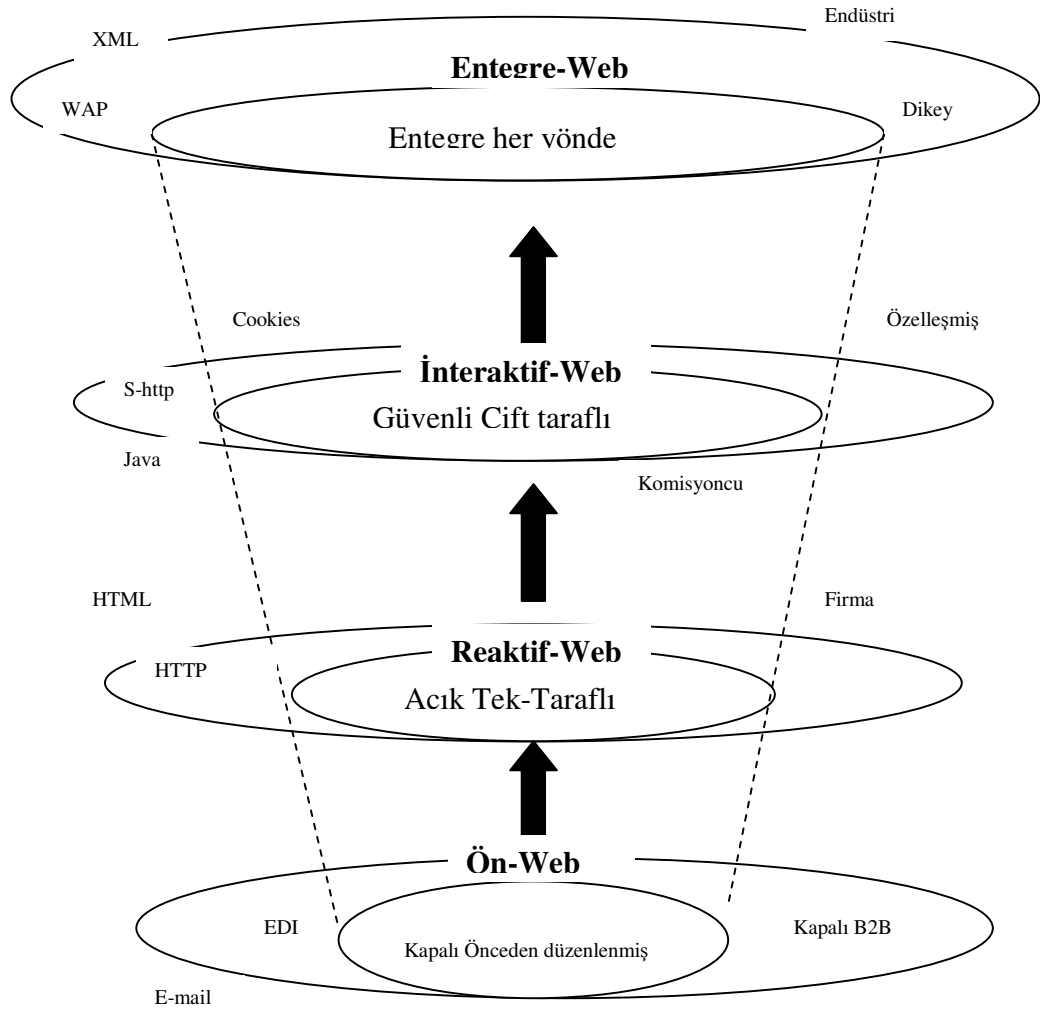 Endüstri
XML
Entegre-Web
WAP
Dikey
Entegre her yönde
Cookies
Özelleşmiş
İnteraktif-Web
S-http
Güvenli Cift taraflı
Java
Komisyoncu
HTML
Firma
Reaktif-Web
HTTP
Acık Tek-Taraflı
Ön-Web
EDI
Kapalı B2B
Kapalı Önceden düzenlenmiş
E-mail